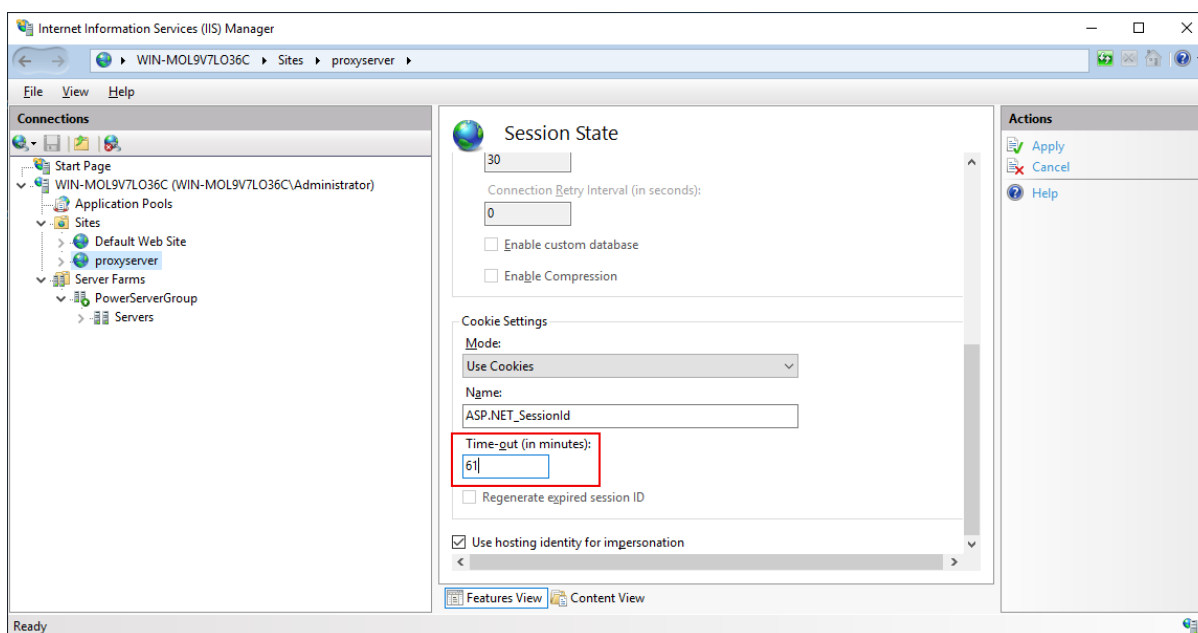 Internet Information Services (IIS) Manager
WIN-MOL9V7LO36C Sites proxyserver
File View Help
Connections
Start Page
WIN-MOL9V7LO36C (WIN-MOL9V7LO36C\Administrator)
Application Pools
Sites
Default Web Site
proxyserver
Server Farms
PowerServerGroup
Servers
Session State
30
Connection Retry Interval (in seconds):
0
Enable custom database
Enable Compression
Cookie Settings
Mode:
Use Cookies
Name:
ASP.NET_SessionId
Time-out (in minutes):
61
Regenerate expired session ID
Use hosting identity for impersonation
Features View Content View
Actions
Apply
Cancel
Help
Ready